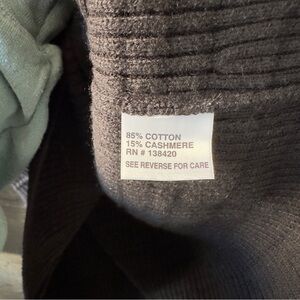 85% COTTON
15% CASHMERE
RN # 138420
SEE REVERSE FOR CARE